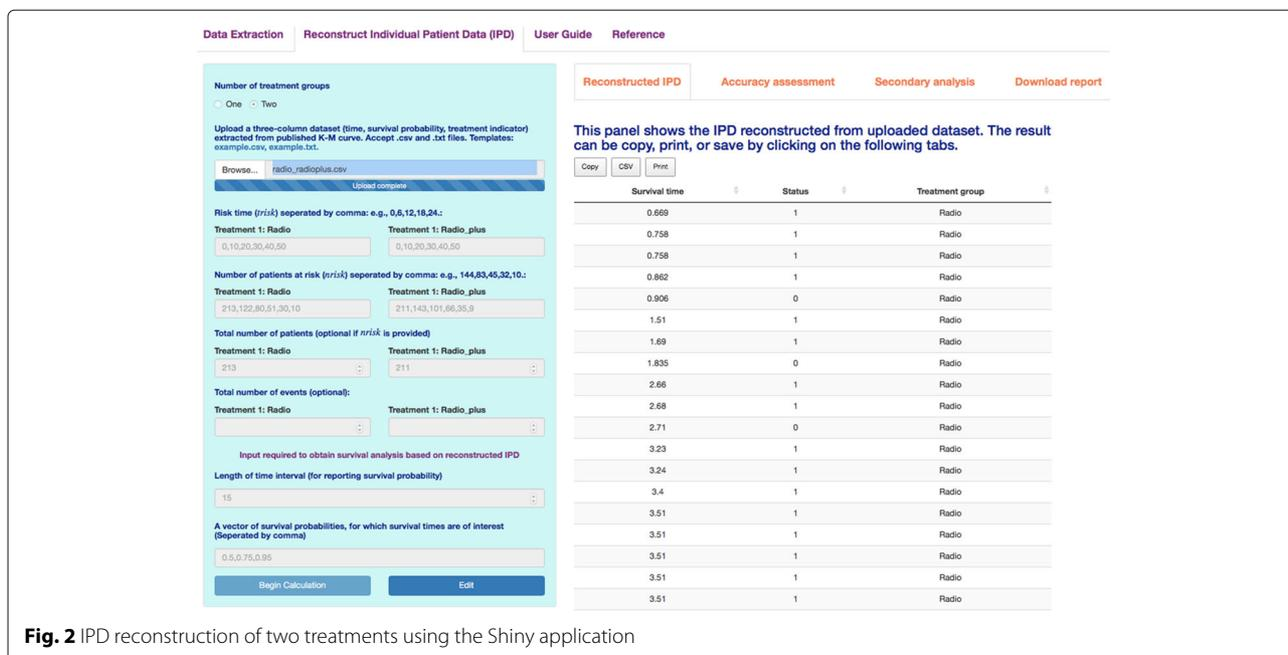 Data Extraction
Reconstruct Individual Patient Data (IPD)
User Guide
Reference
Number of treatment groups
One Two
Upload a three-column dataset (time, survival probability, treatment indicator)
extracted from published K-M curve. Accept .csv and .txt files. Templates:
example.csv, example.txt.
Browse... radio_radioplus.csv
Upload complete
Risk time (trisk) seperated by comma: e.g., 0,6,12,18,24.:
Treatment 1: Radio Treatment 1: Radio_plus
0,10,20,30,40,50 0,10,20,30,40,50
Number of patients at risk (nrisk) seperated by comma: e.g., 144,83,45,32,10.:
Treatment 1: Radio Treatment 1: Radio_plus
213,122,80,51,30,10 211,143,101,66,35,9
Total number of patients (optional if nrisk is provided)
Treatment 1: Radio Treatment 1: Radio_plus
213 211
Total number of events (optional):
Treatment 1: Radio Treatment 1: Radio_plus
Input required to obtain survival analysis based on reconstructed IPD
Length of time interval (for reporting survival probability)
15
A vector of survival probabilities, for which survival times are of interest
(Seperated by comma)
0.5,0.75,0.95
Begin Calculation Edit
Reconstructed IPD Accuracy assessment Secondary analysis Download report
This panel shows the IPD reconstructed from uploaded dataset. The result
can be copy, print, or save by clicking on the following tabs.
Copy CSV Print
Survival time Status Treatment group
0.669 1 Radio
0.758 1 Radio
0.758 1 Radio
0.862 1 Radio
0.906 0 Radio
1.51 1 Radio
1.69 1 Radio
1.835 0 Radio
2.66 1 Radio
2.68 1 Radio
2.71 0 Radio
3.23 1 Radio
3.24 1 Radio
3.4 1 Radio
3.51 1 Radio
3.51 1 Radio
3.51 1 Radio
3.51 1 Radio
3.51 1 Radio
Fig. 2 IPD reconstruction of two treatments using the Shiny application